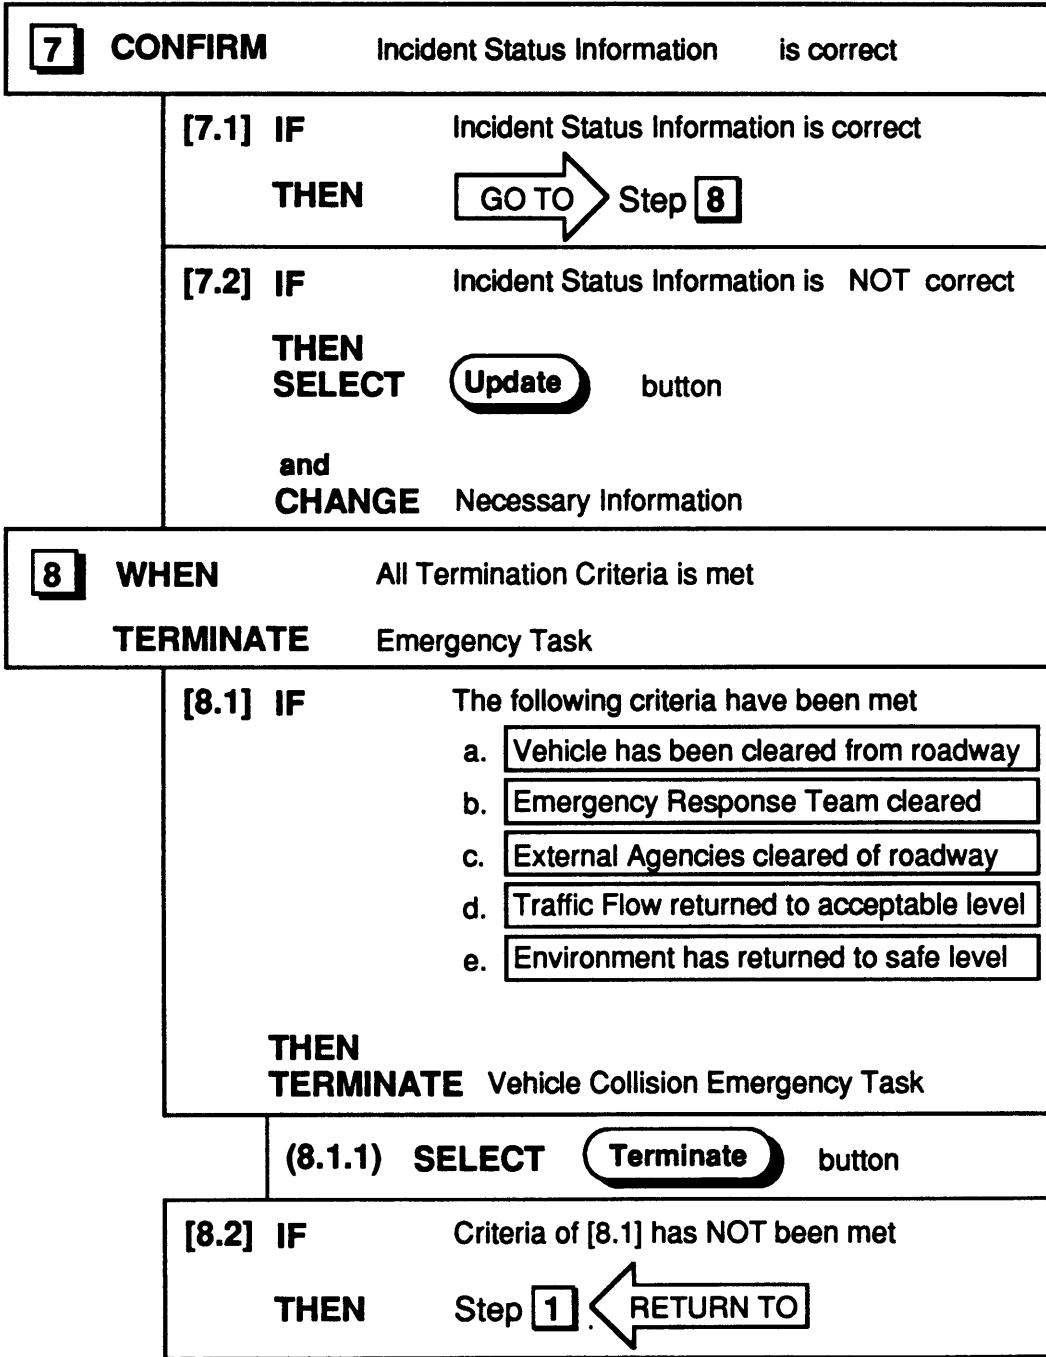 7 CONFIRM Incident Status Information is correct
[7.1] IF Incident Status Information is correct
THEN GO TO Step 8
[7.2] IF Incident Status Information is NOT correct
THEN
SELECT Update button
and
CHANGE Necessary Information
8 WHEN All Termination Criteria is met
TERMINATE Emergency Task
[8.1] IF The following criteria have been met
a. Vehicle has been cleared from roadway
b. Emergency Response Team cleared
c. External Agencies cleared of roadway
d. Traffic Flow returned to acceptable level
e. Environment has returned to safe level
THEN
TERMINATE Vehicle Collision Emergency Task
(8.1.1) SELECT Terminate button
[8.2] IF Criteria of [8.1] has NOT been met
THEN Step 1 . RETURN TO